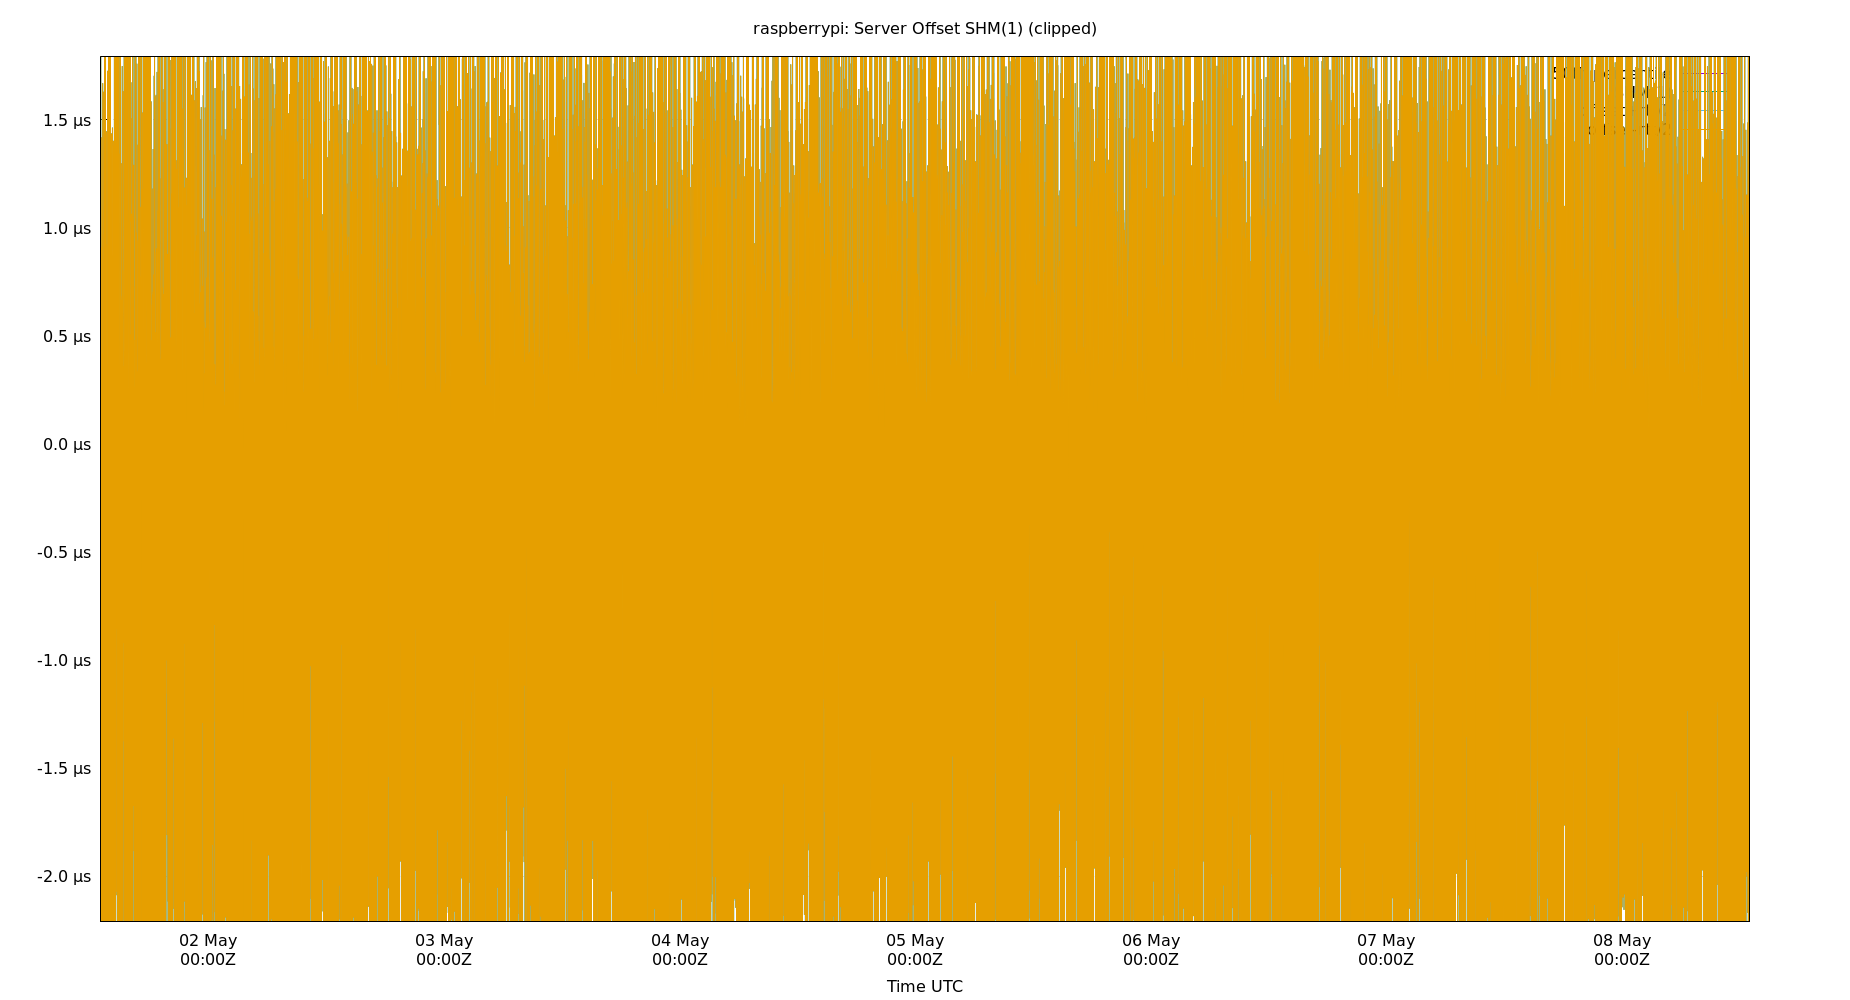 raspberrypi: Server Offset SHM(1) (clipped)
1.5 µs
1.0 µs
0.5 µs
0.0 µs
-0.5 µs
-1.0 µs
-1.5 µs
-2.0 µs
02 May 03 May 04 May 05 May 06 May 07 May 08 May
00:00Z 00:00Z 00:00Z 00:00Z 00:00Z 00:00Z 00:00Z
Time UTC